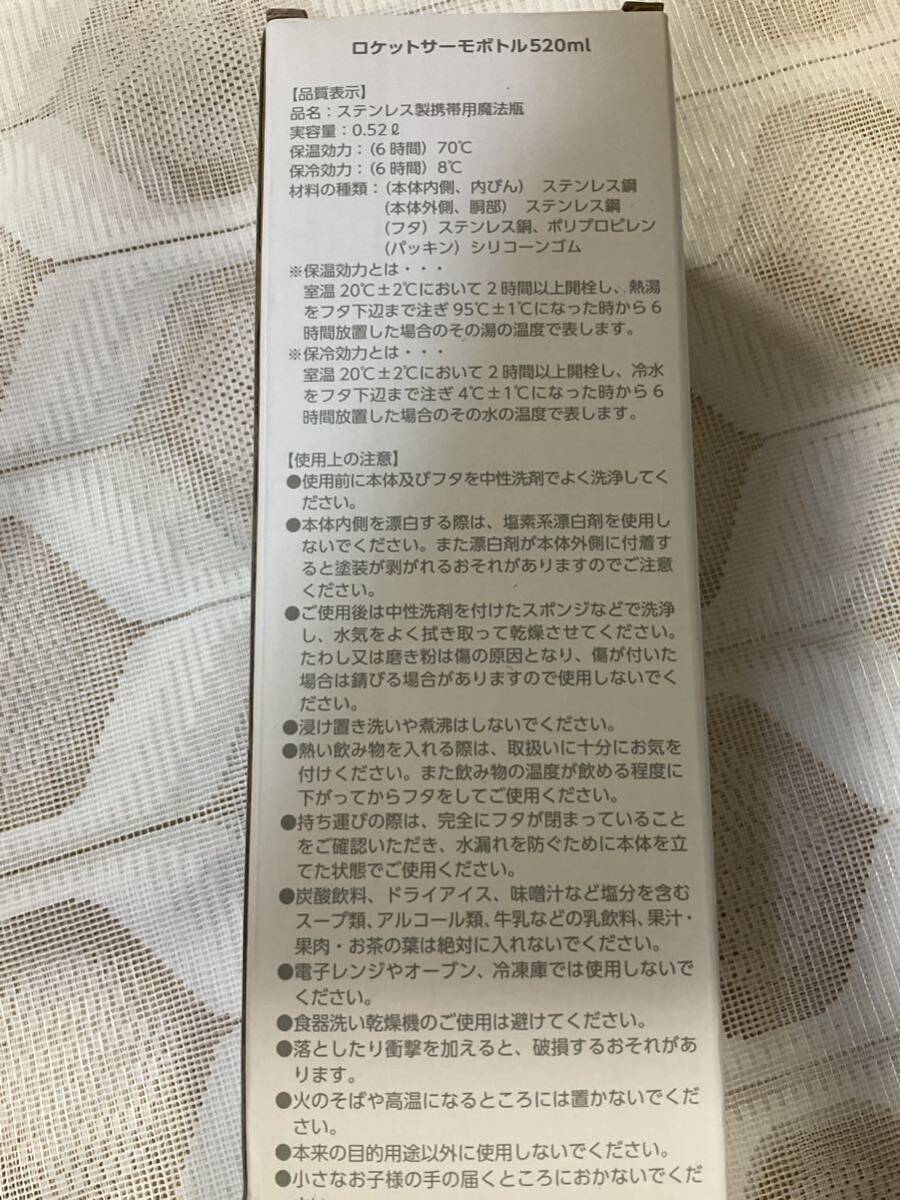 ロケットサーモボトル520ml
【品質表示】
品名：ステンレス製携帯用魔法瓶
実容量：0.52ℓ
保温効力：（6時間）70℃
保冷効力：（6時間）8℃
材料の種類：（本体内側、内びん） ステンレス鋼
（本体外側、胴部） ステンレス鋼
（フタ）ステンレス鋼、ポリプロピレン
（パッキン）シリコーンゴム
※保温効力とは・・・
室温20℃±2℃において2時間以上開栓し、熱湯
をフタ下辺まで注ぎ95℃±1℃になった時から6
時間放置した場合のその湯の温度で表します。
※保冷効力とは・・・
室温20℃±2℃において2時間以上開栓し、冷水
をフタ下辺まで注ぎ4℃±1℃になった時から6
時間放置した場合のその水の温度で表します。
【使用上の注意】
●使用前に本体及びフタを中性洗剤でよく洗浄してく
ださい。
●本体内側を漂白する際は、塩素系漂白剤を使用し
ないでください。また漂白剤が本体外側に付着す
ると塗装が剥がれるおそれがありますのでご注意
ください。
●ご使用後は中性洗剤を付けたスポンジなどで洗浄
し、水気をよく拭き取って乾燥させてください。
たわし又は磨き粉は傷の原因となり、傷が付いた
場合は錆びる場合がありますので使用しないでく
ださい。
●浸け置き洗いや煮沸はしないでください。
●熱い飲み物を入れる際は、取扱いに十分にお気を
付けください。また飲み物の温度が飲める程度に
下がってからフタをしてご使用ください。
●持ち運びの際は、完全にフタが閉まっていること
をご確認いただき、水漏れを防ぐために本体を立
てた状態でご使用ください。
●炭酸飲料、ドライアイス、味噌汁など塩分を含む
スープ類、アルコール類、牛乳などの乳飲料、果汁・
果肉・お茶の葉は絶対に入れないでください。
●電子レンジやオーブン、冷凍庫では使用しないで
ください。
●食器洗い乾燥機のご使用は避けてください。
●落としたり衝撃を加えると、破損するおそれがあ
ります。
●火のそばや高温になるところには置かないでくだ
さい。
●本来の目的用途以外に使用しないでください。
●小さなお子様の手の届くところにおかないでくだ